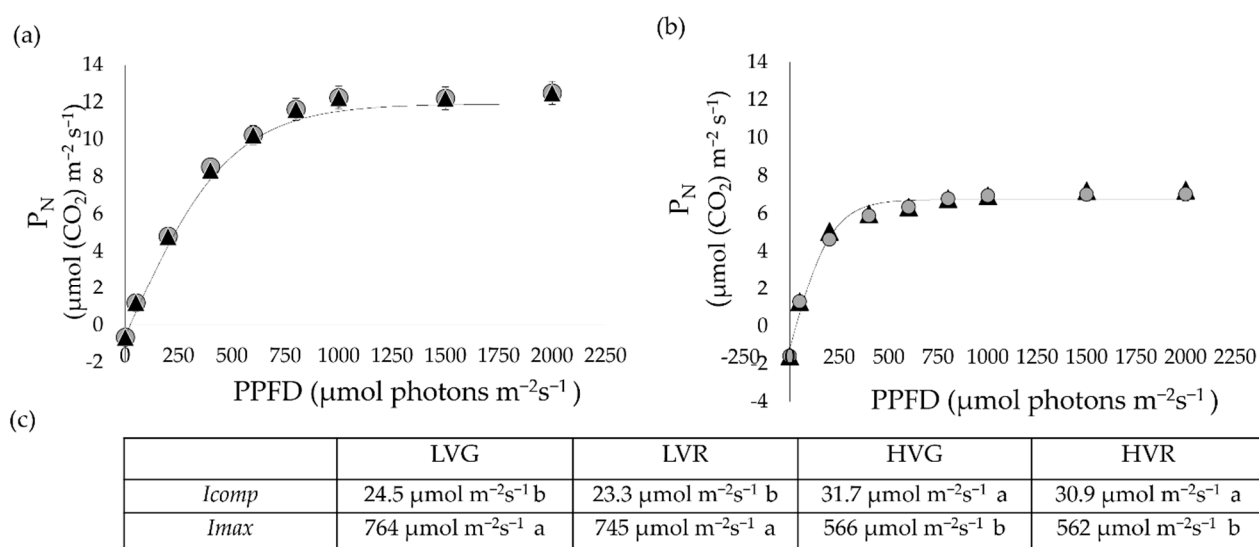 (a)
14
12
10
8
6
4
2
0
-2
P_N
(µmol (CO₂) m⁻² s⁻¹)
0 250 500 750 1000 1250 1500 1750 2000 2250
PPFD (µmol photons m⁻²s⁻¹ )
(b)
14
12
10
8
6
4
2
0
-2
-4
P_N
(µmol (CO₂) m⁻² s⁻¹)
-250 0 250 500 750 1000 1250 1500 1750 2000 2250
PPFD (µmol photons m⁻²s⁻¹)
(c)
LVG LVR HVG HVR
Icomp 24.5 µmol m⁻²s⁻¹ b 23.3 µmol m⁻²s⁻¹ b 31.7 µmol m⁻²s⁻¹ a 30.9 µmol m⁻²s⁻¹ a
Imax 764 µmol m⁻²s⁻¹ a 745 µmol m⁻²s⁻¹ a 566 µmol m⁻²s⁻¹ b 562 µmol m⁻²s⁻¹ b